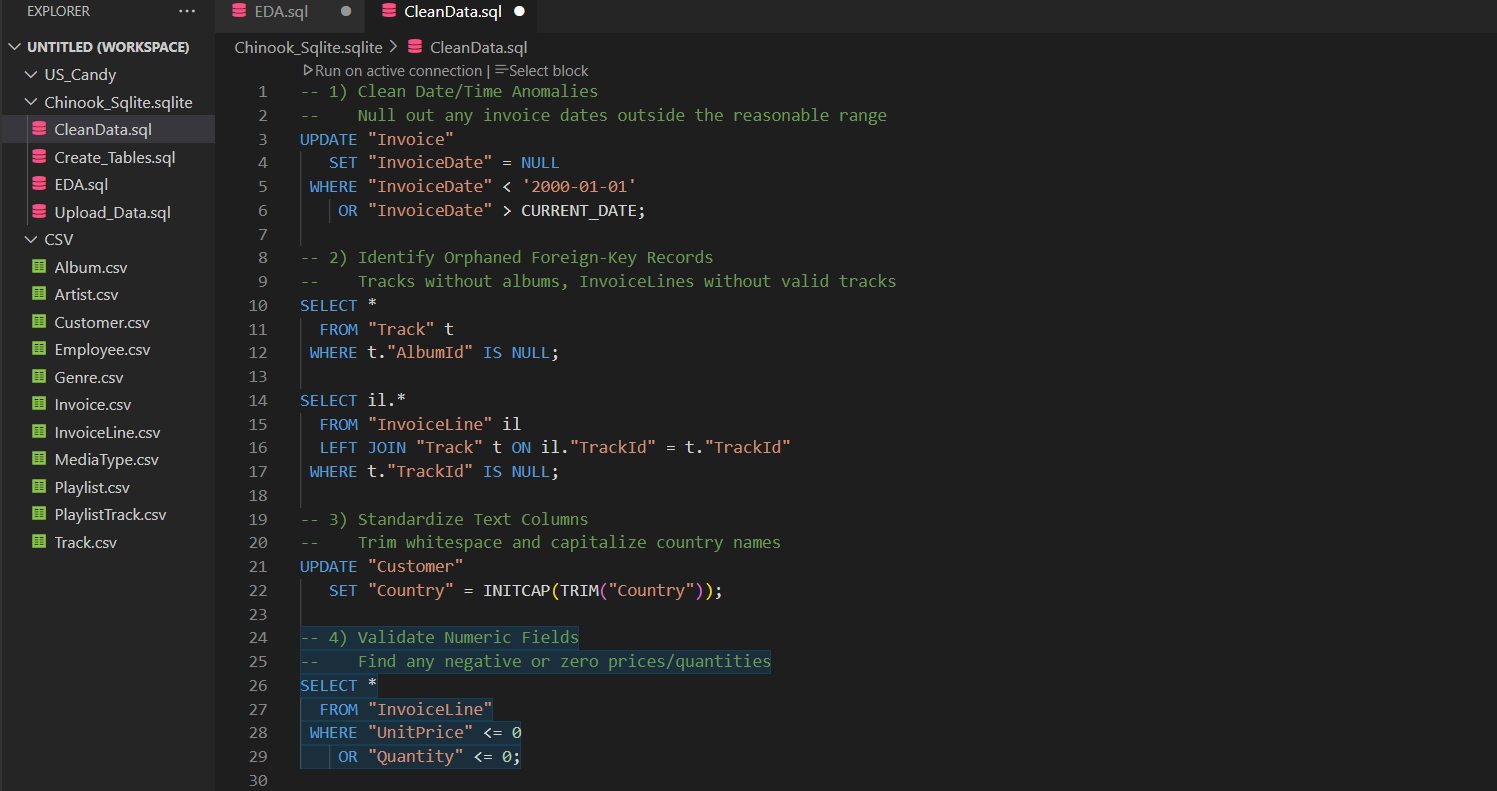 EXPLORER ...
EDA.sql
CleanData.sql
UNTITLED (WORKSPACE)
US_Candy
Chinook_Sqlite.sqlite
CleanData.sql
Create_Tables.sql
EDA.sql
Upload_Data.sql
CSV
Album.csv
Artist.csv
Customer.csv
Employee.csv
Genre.csv
Invoice.csv
InvoiceLine.csv
MediaType.csv
Playlist.csv
PlaylistTrack.csv
Track.csv
Chinook_Sqlite.sqlite > CleanData.sql
Run on active connection | Select block
1 -- 1) Clean Date/Time Anomalies
2 --    Null out any invoice dates outside the reasonable range
3 UPDATE "Invoice"
4    SET "InvoiceDate" = NULL
5  WHERE "InvoiceDate" < '2000-01-01'
6     OR "InvoiceDate" > CURRENT_DATE;
7
8 -- 2) Identify Orphaned Foreign-Key Records
9 --    Tracks without albums, InvoiceLines without valid tracks
10 SELECT *
11   FROM "Track" t
12  WHERE t."AlbumId" IS NULL;
13
14 SELECT il.*
15   FROM "InvoiceLine" il
16   LEFT JOIN "Track" t ON il."TrackId" = t."TrackId"
17  WHERE t."TrackId" IS NULL;
18
19 -- 3) Standardize Text Columns
20 --    Trim whitespace and capitalize country names
21 UPDATE "Customer"
22    SET "Country" = INITCAP(TRIM("Country"));
23
24 -- 4) Validate Numeric Fields
25 --    Find any negative or zero prices/quantities
26 SELECT *
27   FROM "InvoiceLine"
28  WHERE "UnitPrice" <= 0
29     OR "Quantity" <= 0;
30